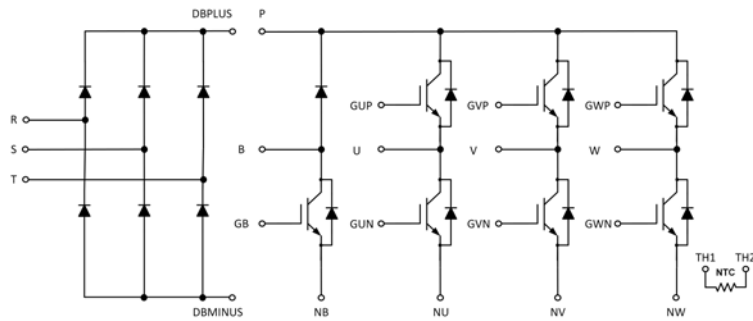 DBPLUS P
GUP GVP GWP
R
S B U V W
T
GB GUN GVN GWN
TH1 TH2
NTC
DBMINUS NB NU NV NW